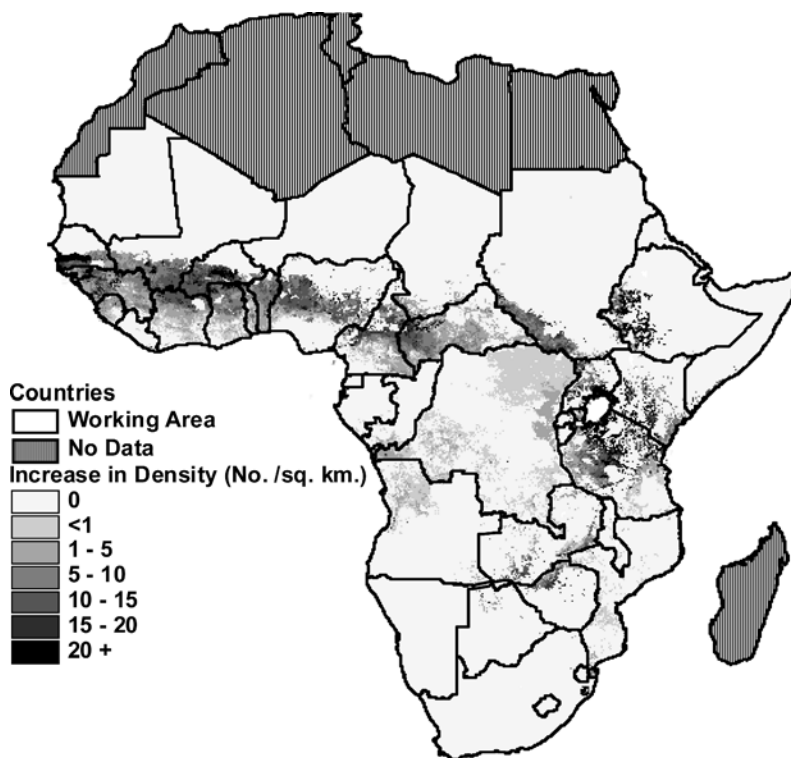 Countries
Working Area
No Data
Increase in Density (No. /sq. km.)
0
<1
1 - 5
5 - 10
10 - 15
15 - 20
20 +